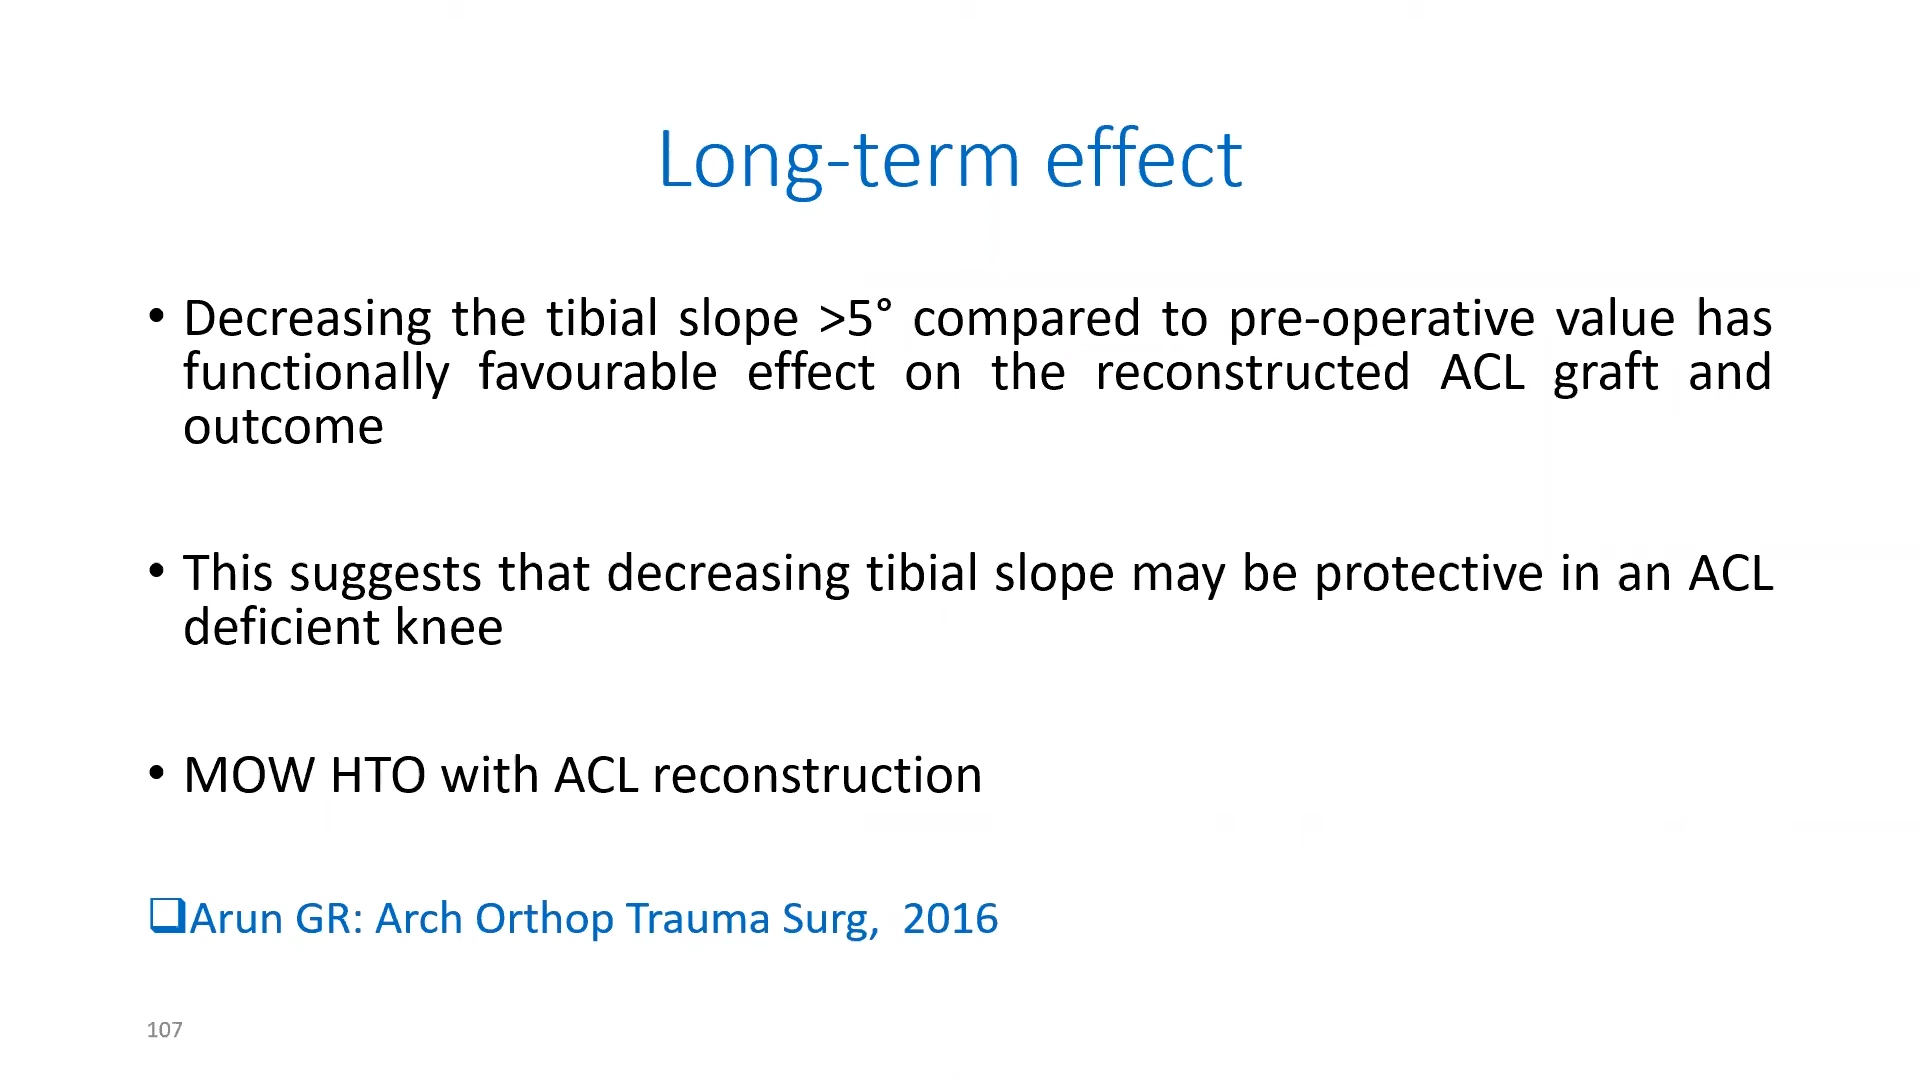 Long-term effect
• Decreasing the tibial slope >5° compared to pre-operative value has
functionally favourable effect on the reconstructed ACL graft and
outcome
• This suggests that decreasing tibial slope may be protective in an ACL
deficient knee
• MOW HTO with ACL reconstruction
❑Arun GR: Arch Orthop Trauma Surg, 2016
107